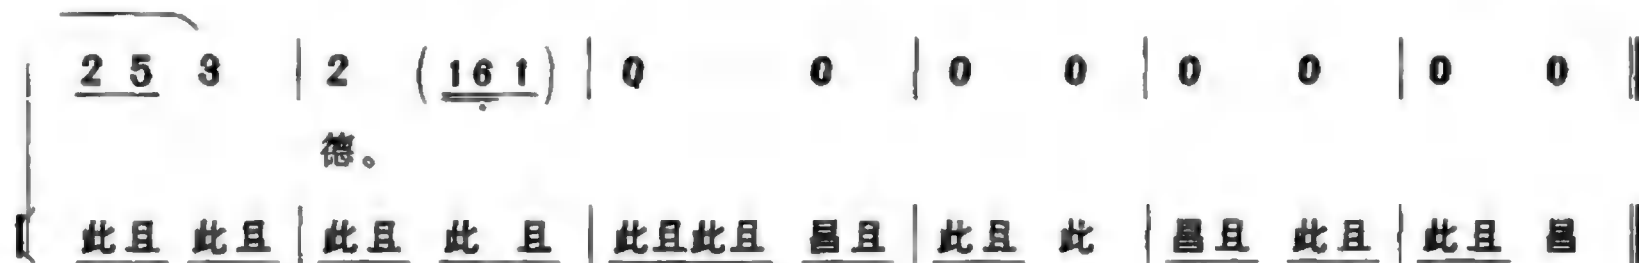 2 5 3 | 2 ( 1 6 1 ) | 0 0 | 0 0 | 0 0 | 0 0 ‖
德。
此且 此且 | 此且 此 且 | 此且此且 昌且 | 此且 此 | 昌且 此且 | 此且 昌 ‖